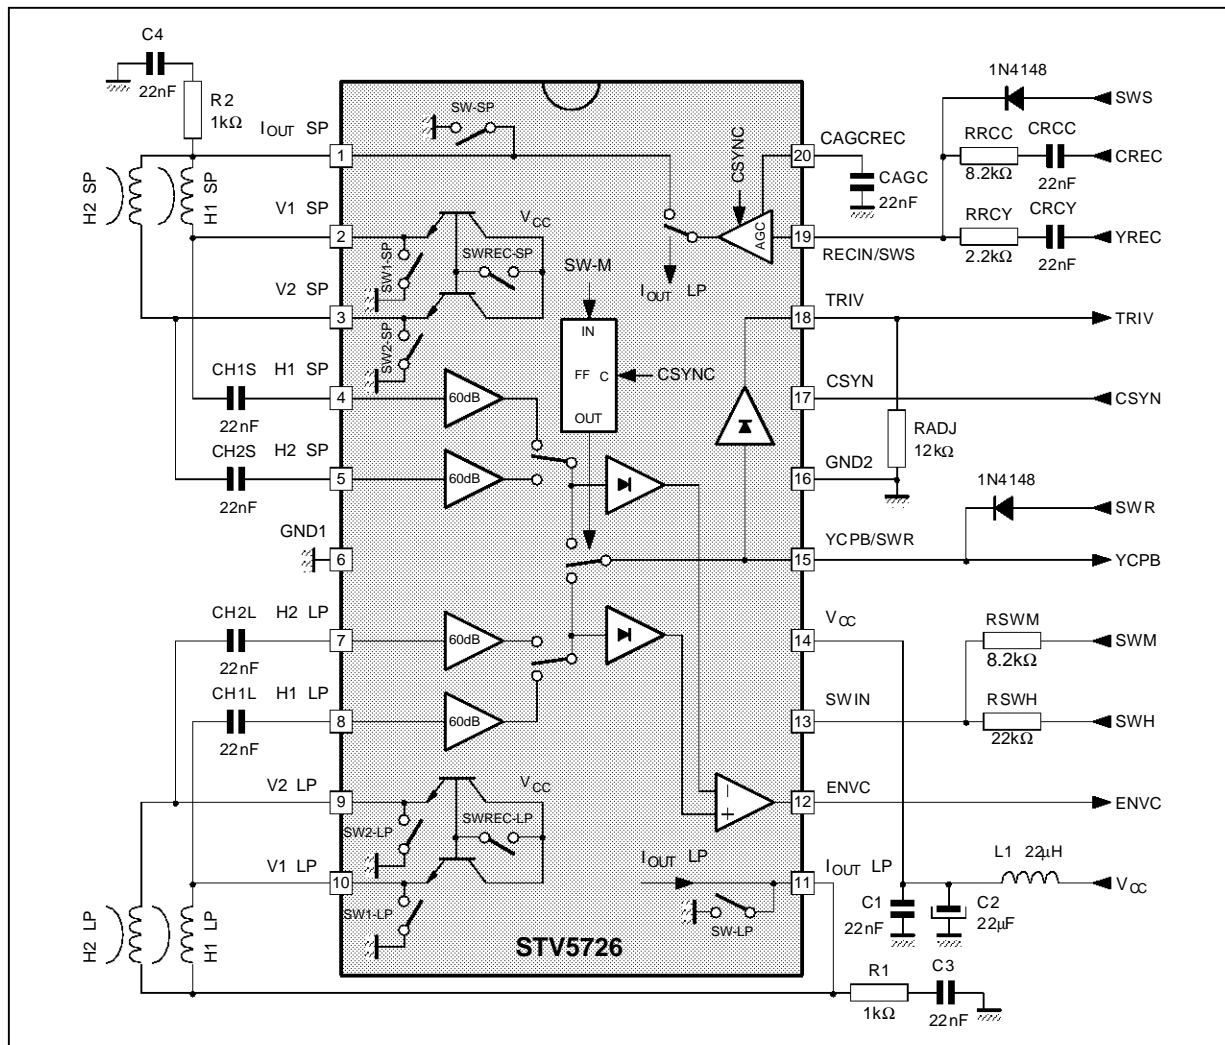 C4
22nF
R2
1kΩ
IOUT SP
H2 SP
H1 SP
V1 SP
V2 SP
CH1S
22nF
H1 SP
CH2S
22nF
H2 SP
GND1
CH2L
22nF
H2 LP
CH1L
22nF
H1 LP
V2 LP
V1 LP
H2 LP
H1 LP
1
2
3
4
5
6
7
8
9
10
SW-SP
VCC
SW1-SP
SWREC-SP
SW2-SP
SW-M
IN
FF C
OUT
CSYNC
CSYNC
AGC
IOUT LP
60dB
60dB
60dB
60dB
VCC
SW2-LP
SWREC-LP
SW1-LP
IOUT LP
SW-LP
−
+
STV5726
20
19
18
17
16
15
14
13
12
11
CAGCREC
CAGC
22nF
RECIN/SWS
TRIV
CSYN
GND2
YCPB/SWR
VCC
SWIN
ENVC
IOUT LP
1N4148
SWS
RRCC
8.2kΩ
CRCC
22nF
CREC
RRCY
2.2kΩ
CRCY
22nF
YREC
TRIV
CSYN
RADJ
12kΩ
1N4148
SWR
YCPB
RSWM
8.2kΩ
SWM
RSWH
22kΩ
SWH
ENVC
L1 22μH
VCC
C1
22nF
C2
22μF
R1
1kΩ
C3
22nF